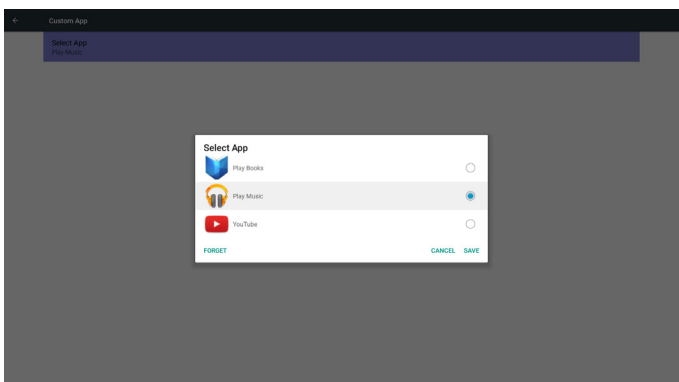 Custom App
Select App
Play Music
Select App
Play Books
Play Music
YouTube
FORGET CANCEL SAVE